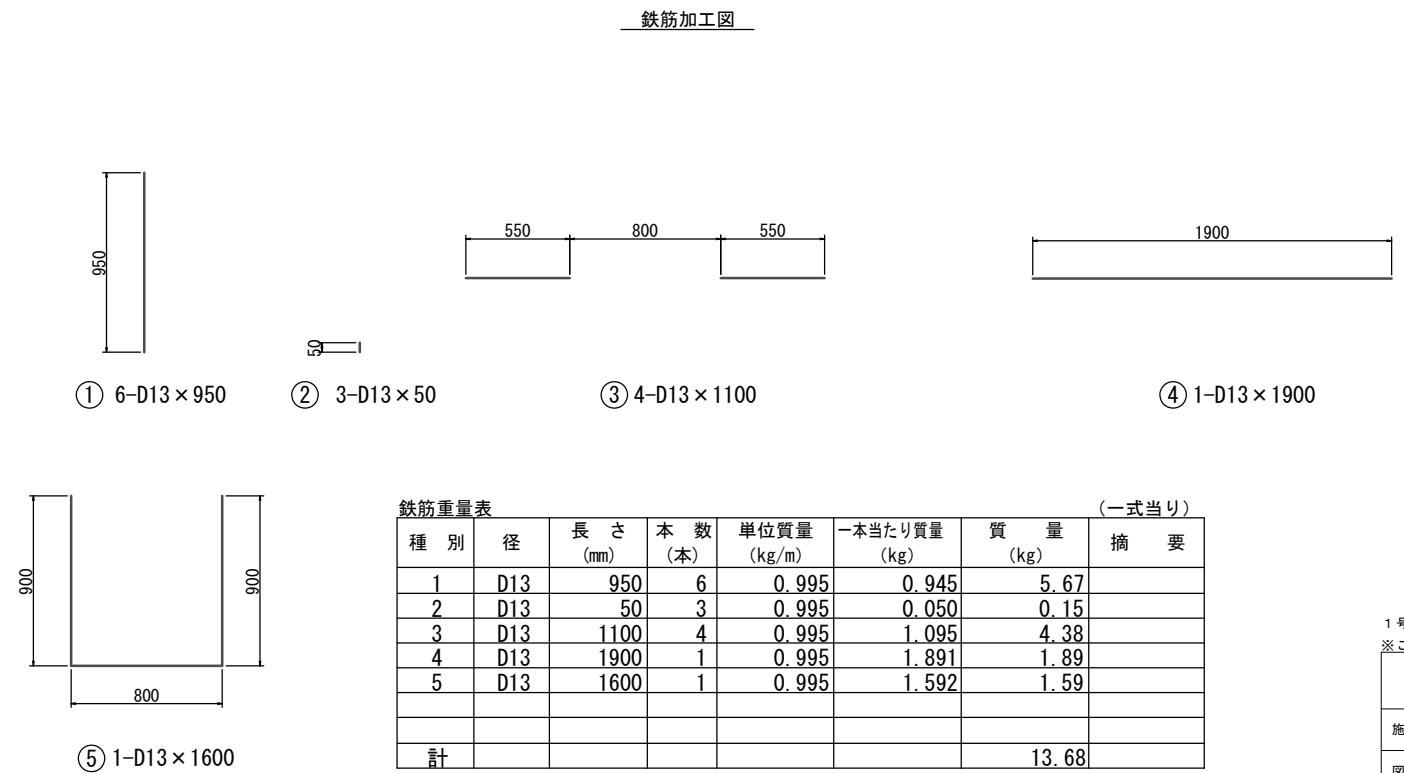 鉄筋加工図
950
50
550 800 550
1900
① 6-D13×950
② 3-D13×50
③ 4-D13×1100
④ 1-D13×1900
900
900
800
⑤ 1-D13×1600
鉄筋重量表 (一式当り)
種 別 径 長 さ (mm) 本 数 (本) 単位質量 (kg/m) 一本当たり質量 (kg) 質 量 (kg) 摘 要
1 D13 950 6 0.995 0.945 5.67
2 D13 50 3 0.995 0.050 0.15
3 D13 1100 4 0.995 1.095 4.38
4 D13 1900 1 0.995 1.891 1.89
5 D13 1600 1 0.995 1.592 1.59
計 13.68
1号
※こ
施
図